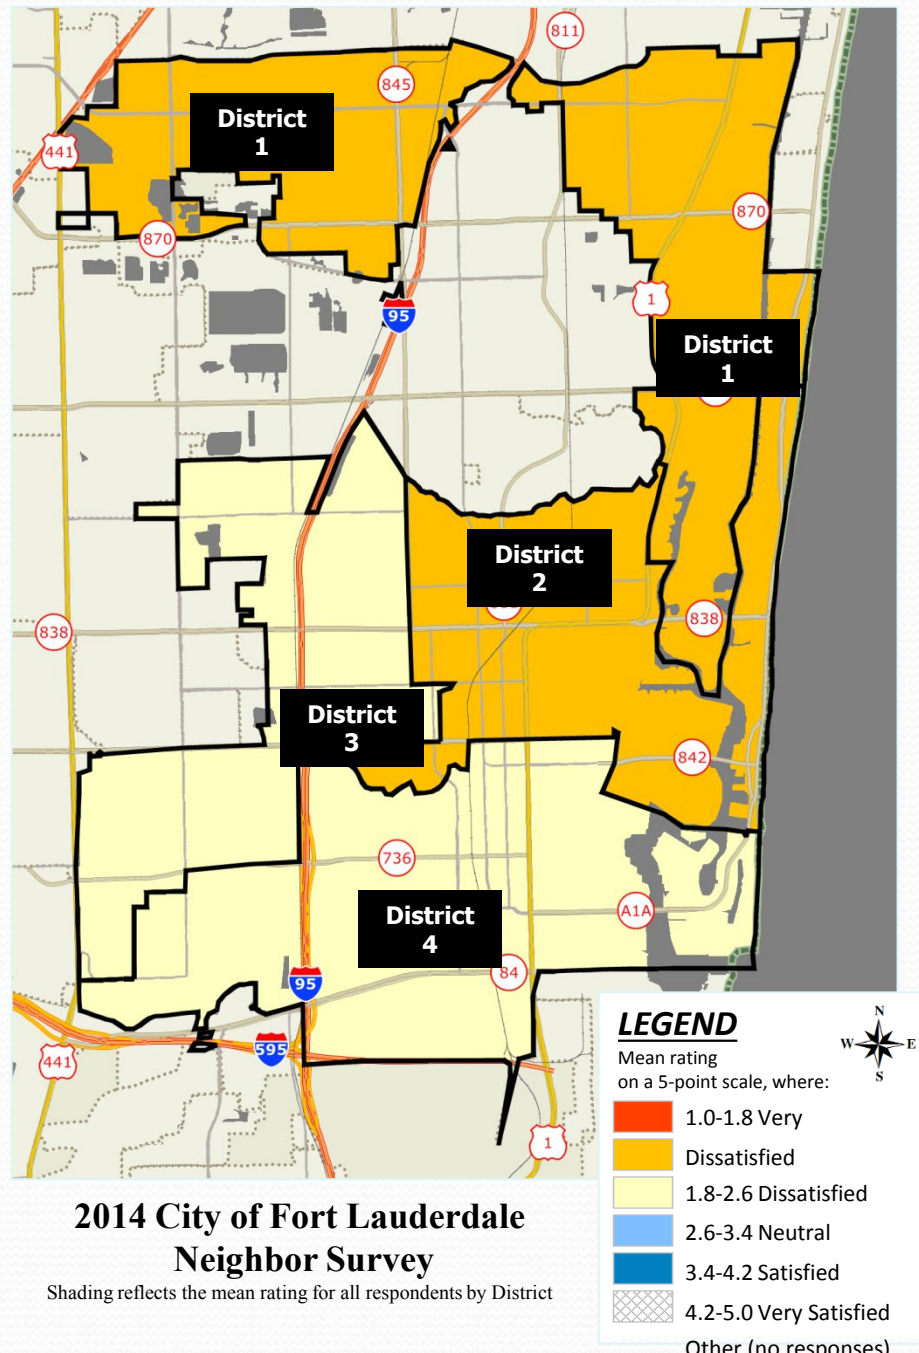 811
845
District
1
441
870
870
1
95
District
1
District
2
838
838
District
3
842
736
District
4
A1A
84
95
595
441
1
LEGEND
Mean rating
on a 5-point scale, where:
N
W
E
S
1.0-1.8 Very
Dissatisfied
1.8-2.6 Dissatisfied
2.6-3.4 Neutral
3.4-4.2 Satisfied
4.2-5.0 Very Satisfied
Other (no responses)
2014 City of Fort Lauderdale
Neighbor Survey
Shading reflects the mean rating for all respondents by District